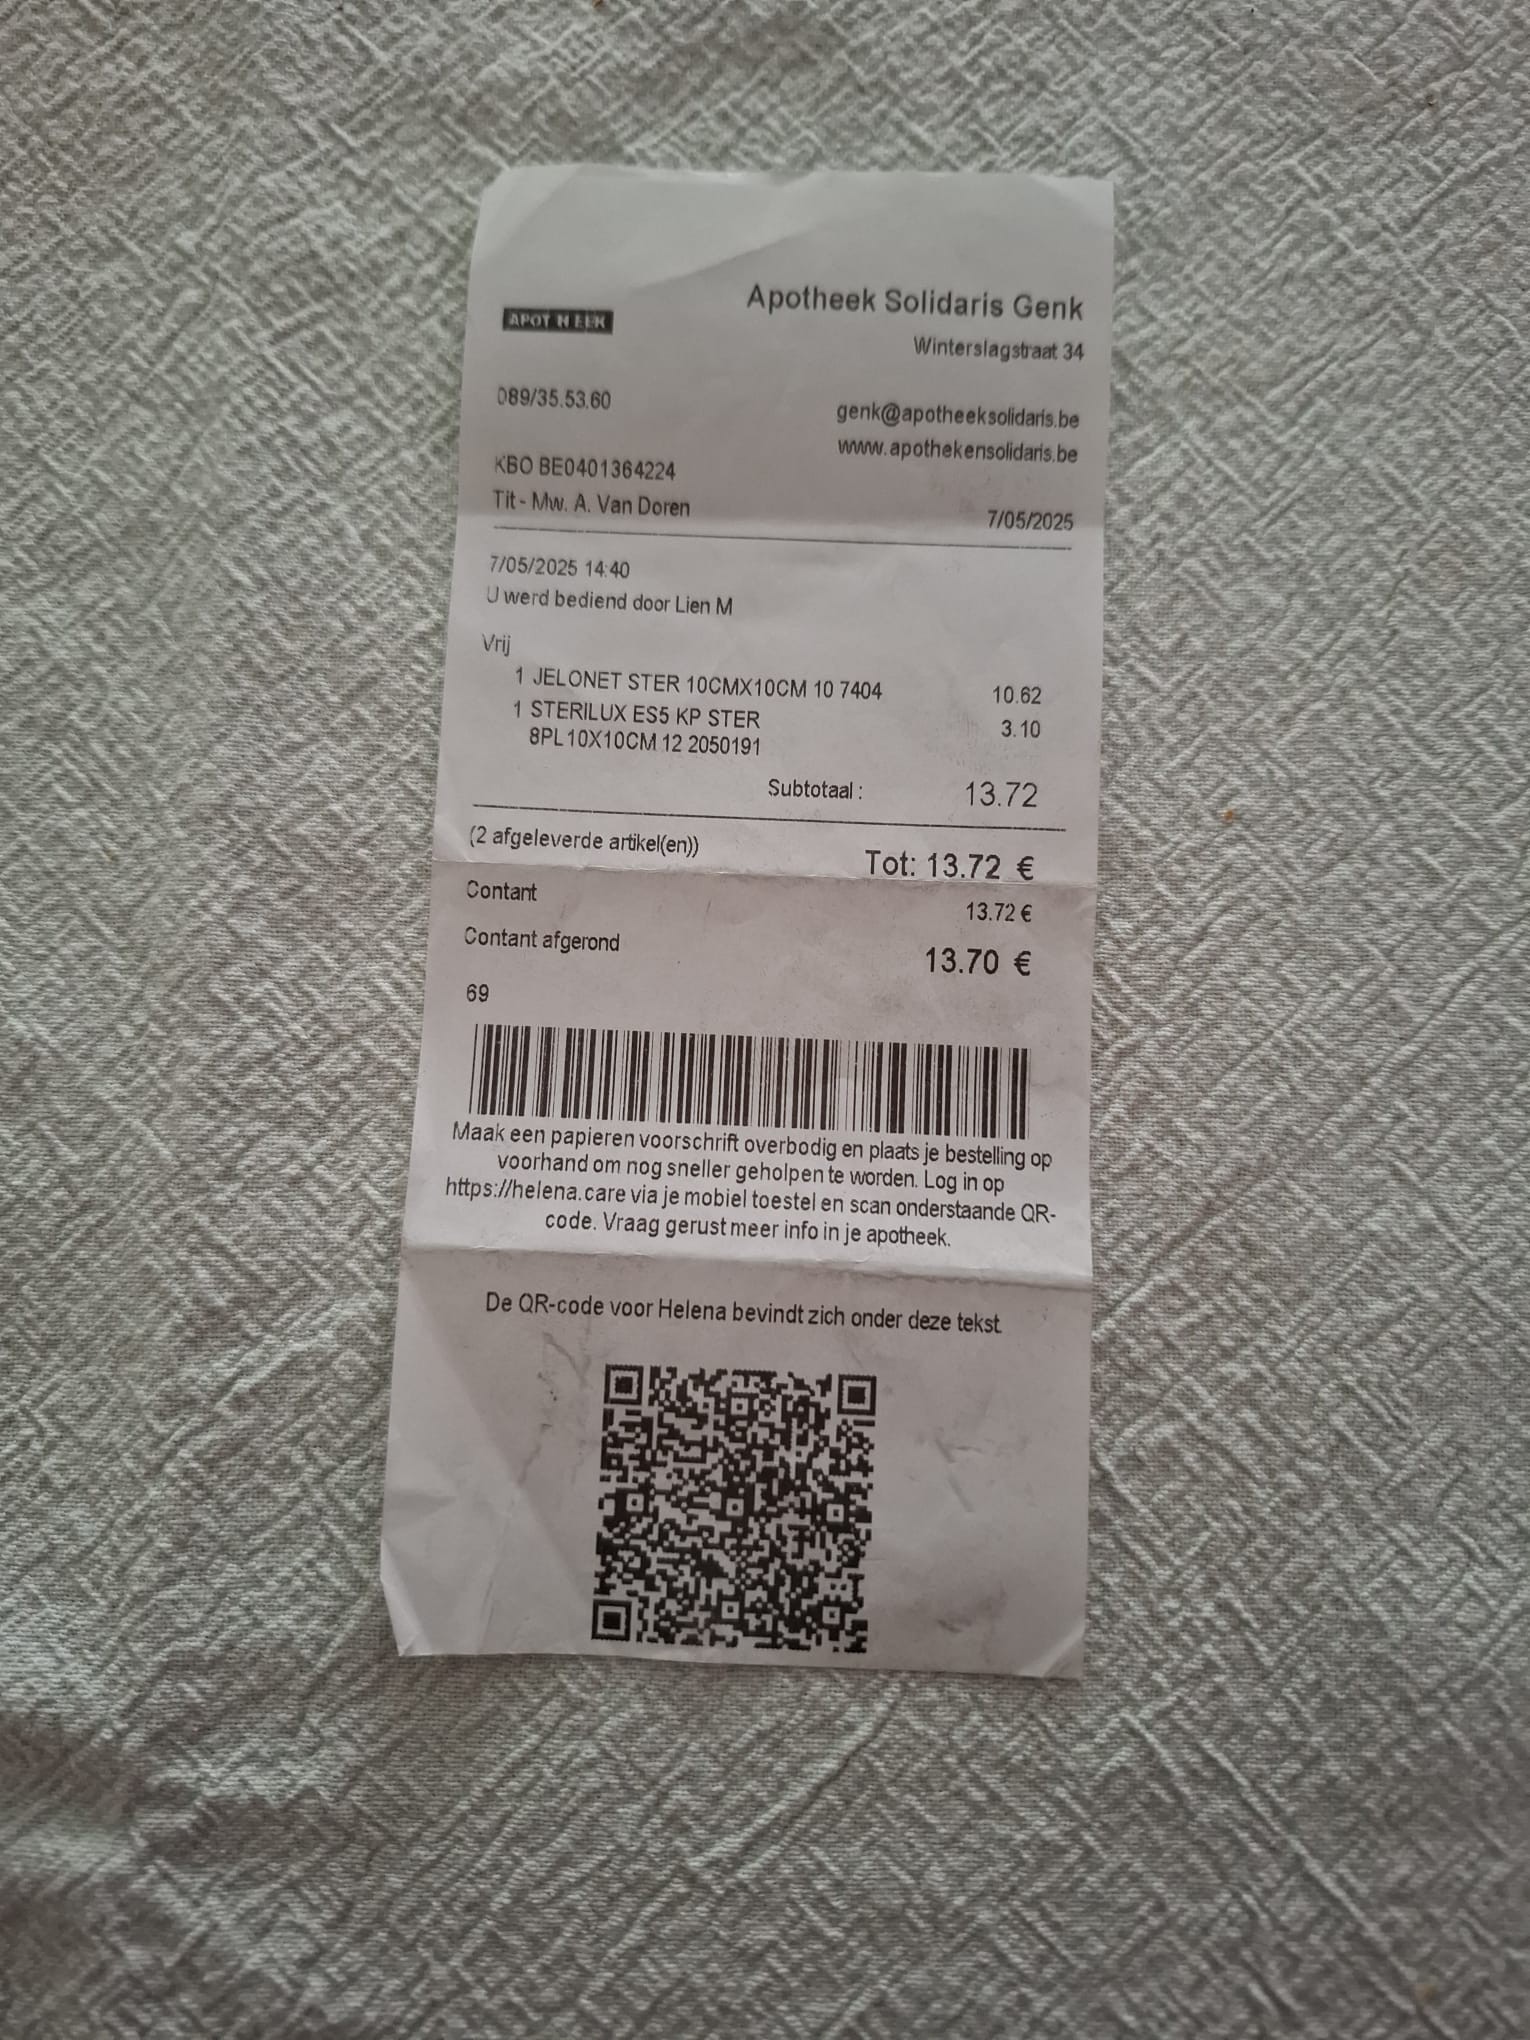 APOTHEEK
Apotheek Solidaris Genk
Winterslagstraat 34
089/35.53.60
genk@apotheeksolidaris.be
www.apothekensolidaris.be
KBO BE0401364224
Tit - Mw. A. Van Doren
7/05/2025
7/05/2025 14:40
U werd bediend door Lien M
Vrij
1 JELONET STER 10CMX10CM 10 7404 10.62
1 STERILUX ES5 KP STER 3.10
8PL10X10CM 12 2050191
Subtotaal : 13.72
(2 afgeleverde artikel(en))
Tot: 13.72 €
Contant 13.72 €
Contant afgerond 13.70 €
69
Maak een papieren voorschrift overbodig en plaats je bestelling op
voorhand om nog sneller geholpen te worden. Log in op
https://helena.care via je mobiel toestel en scan onderstaande QR-
code. Vraag gerust meer info in je apotheek.
De QR-code voor Helena bevindt zich onder deze tekst.